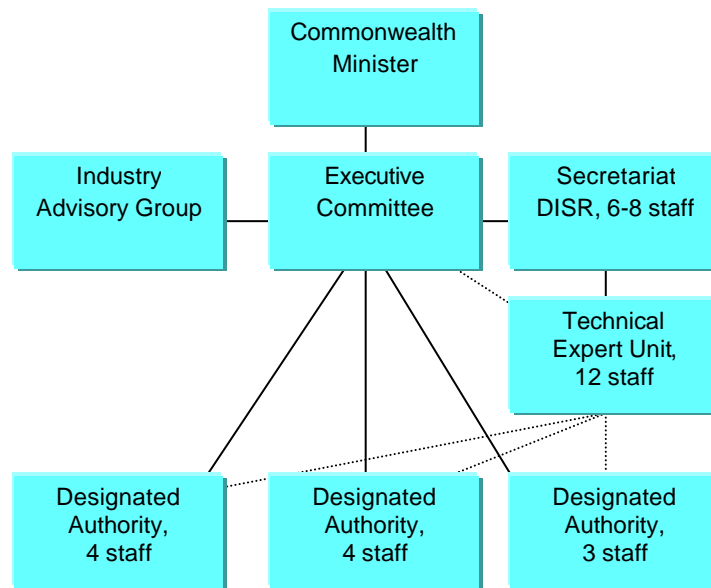 Commonwealth
Minister
Industry
Advisory Group
Executive
Committee
Secretariat
DISR, 6-8 staff
Technical
Expert Unit,
12 staff
Designated
Authority,
4 staff
Designated
Authority,
4 staff
Designated
Authority,
3 staff